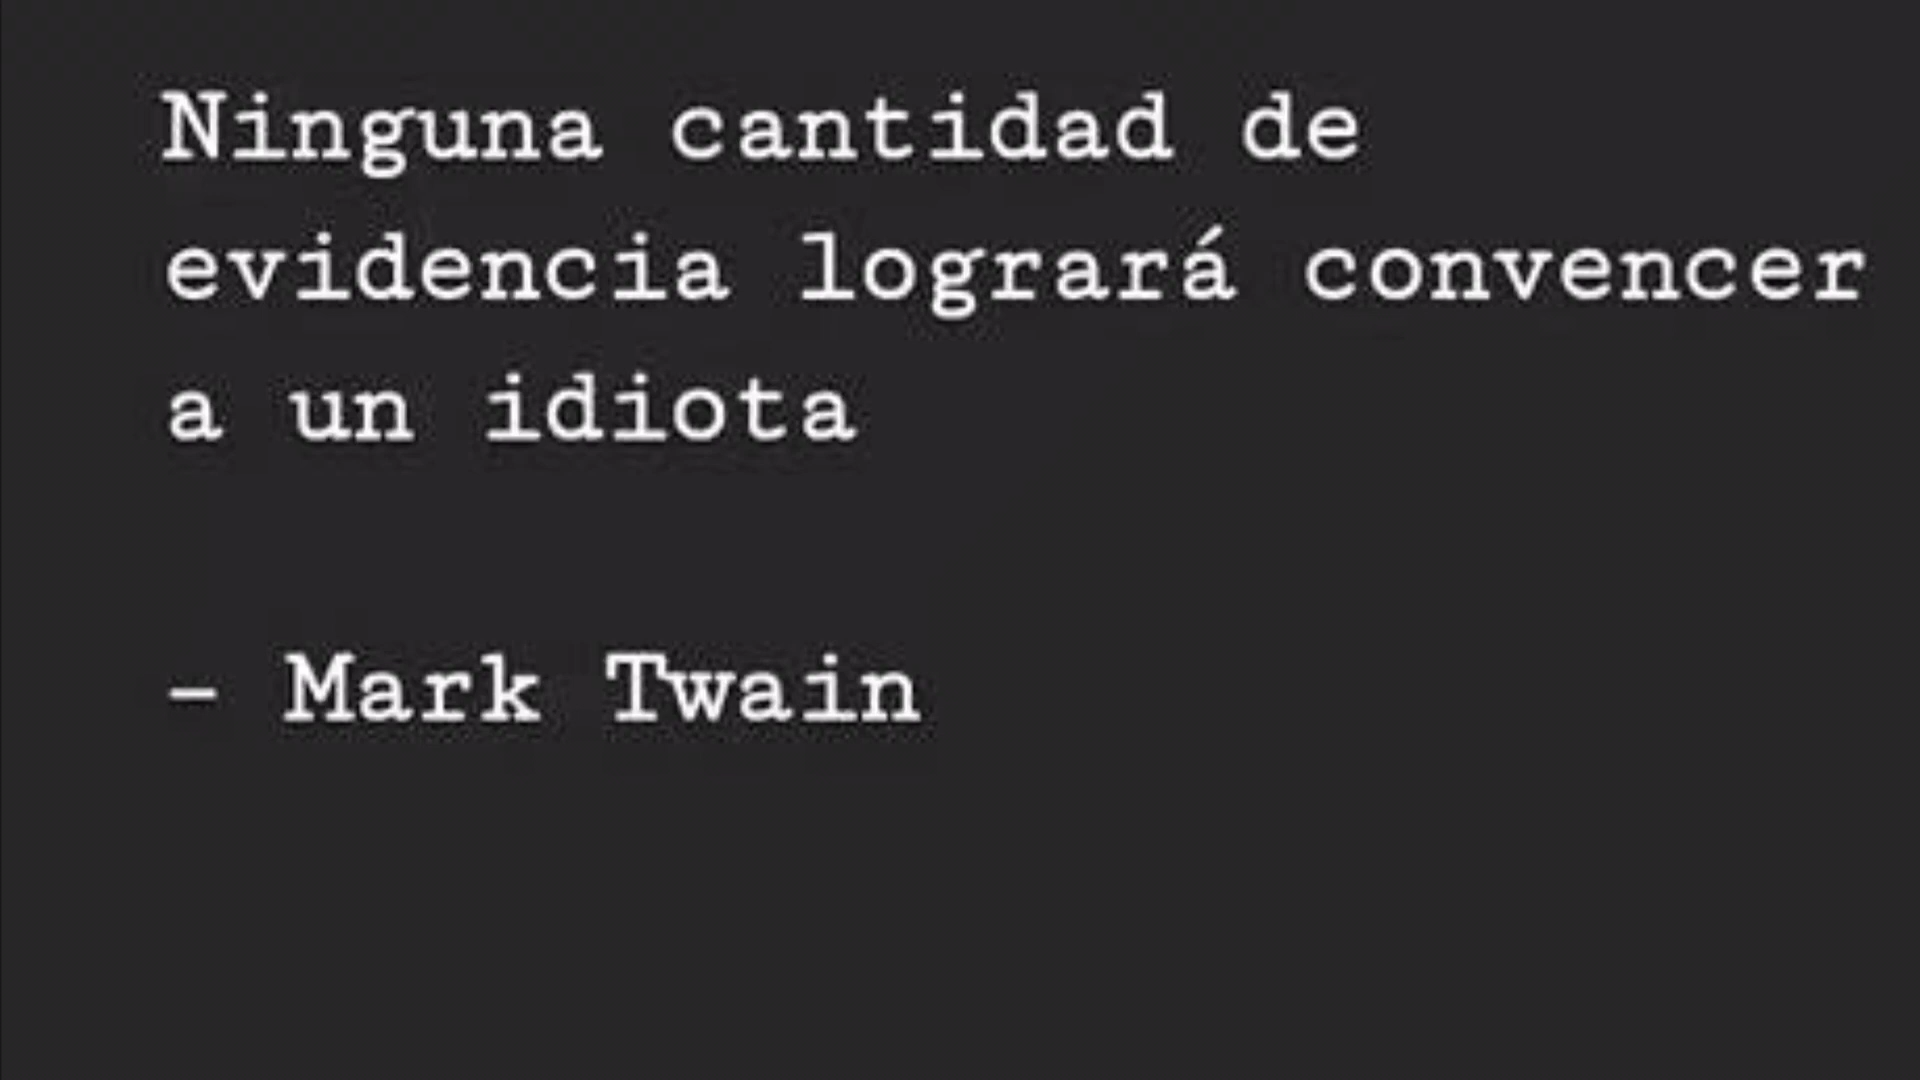 Ninguna cantidad de
evidencia logrará convencer
a un idiota
- Mark Twain